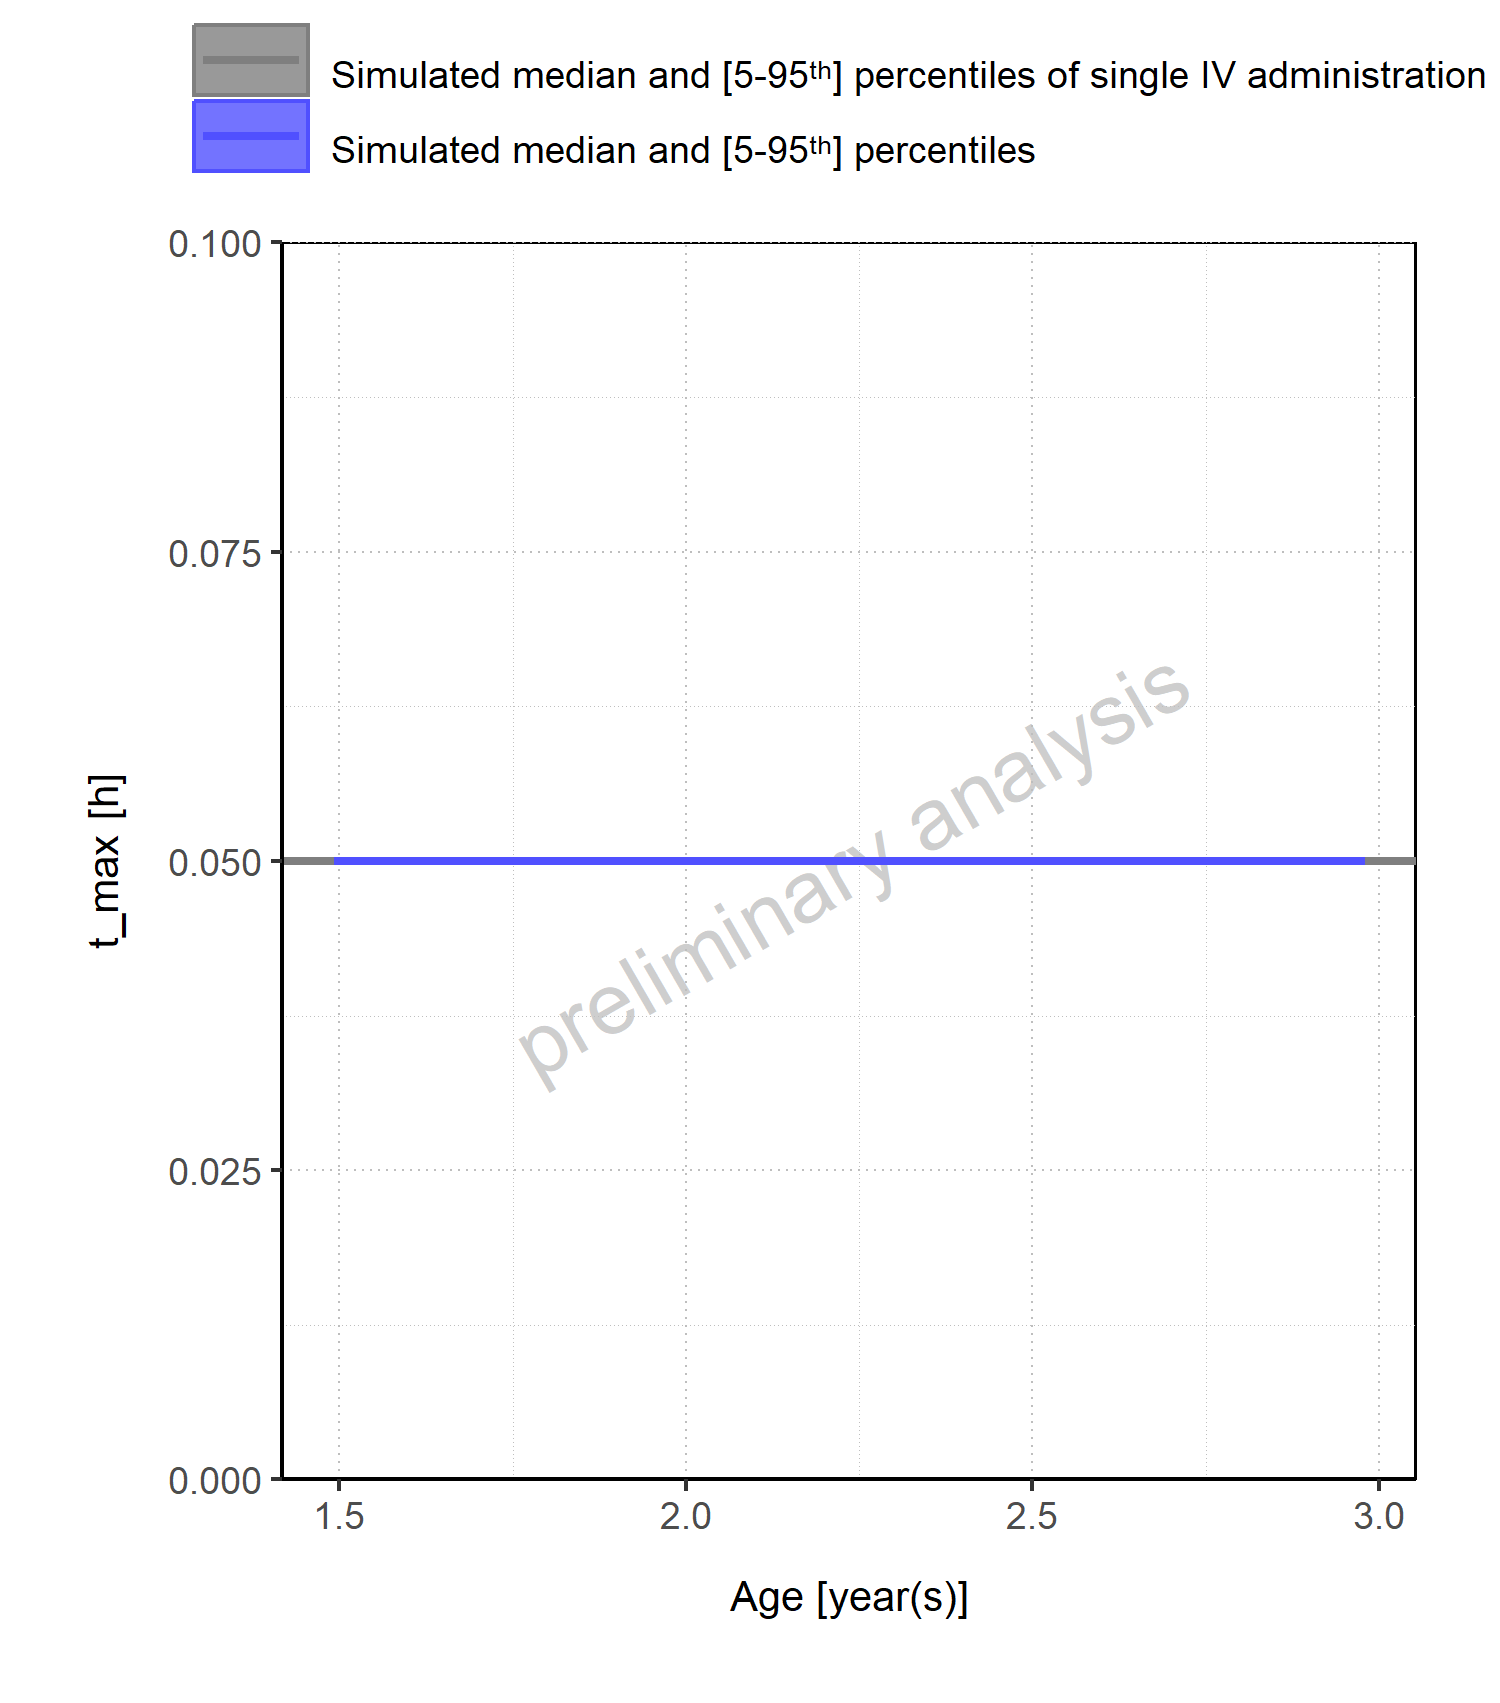 Simulated median and [5-95ᵗʰ] percentiles of single IV administration
Simulated median and [5-95ᵗʰ] percentiles
0.100
0.075
0.050
0.025
0.000
t_max [h]
preliminary analysis
1.5 2.0 2.5 3.0
Age [year(s)]